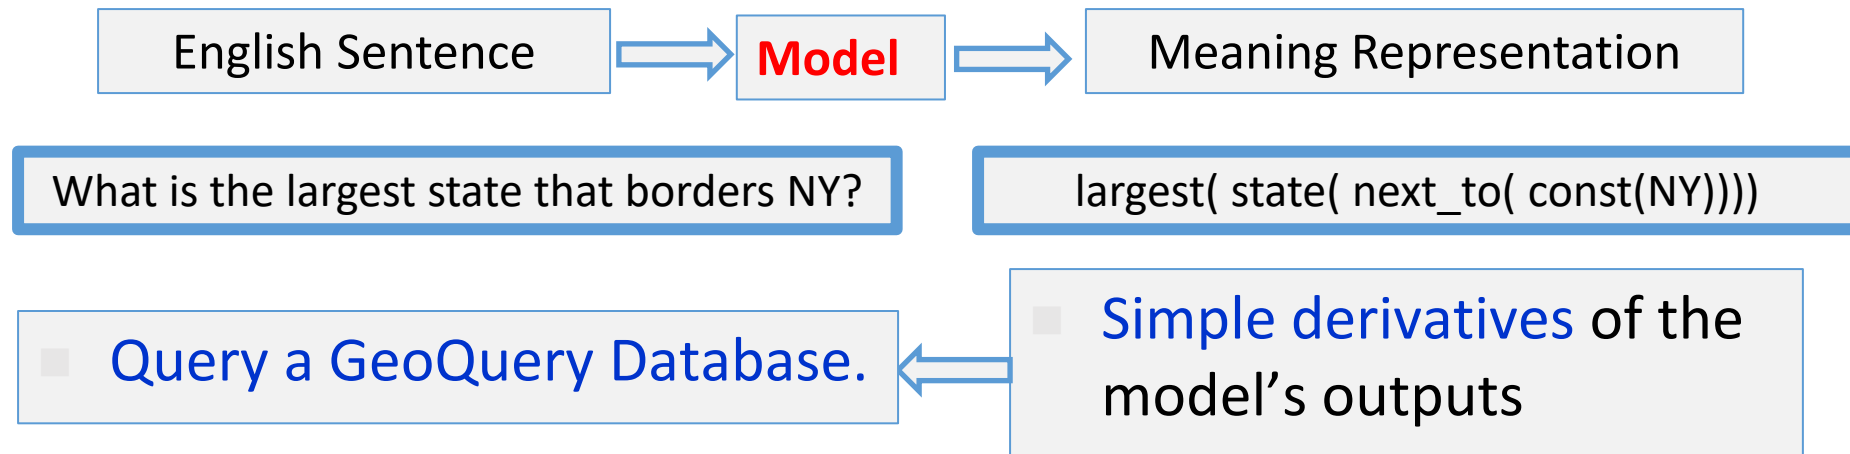 English Sentence
Model
Meaning Representation
What is the largest state that borders NY?
largest( state( next_to( const(NY))))
Query a GeoQuery Database.
Simple derivatives of the
model’s outputs